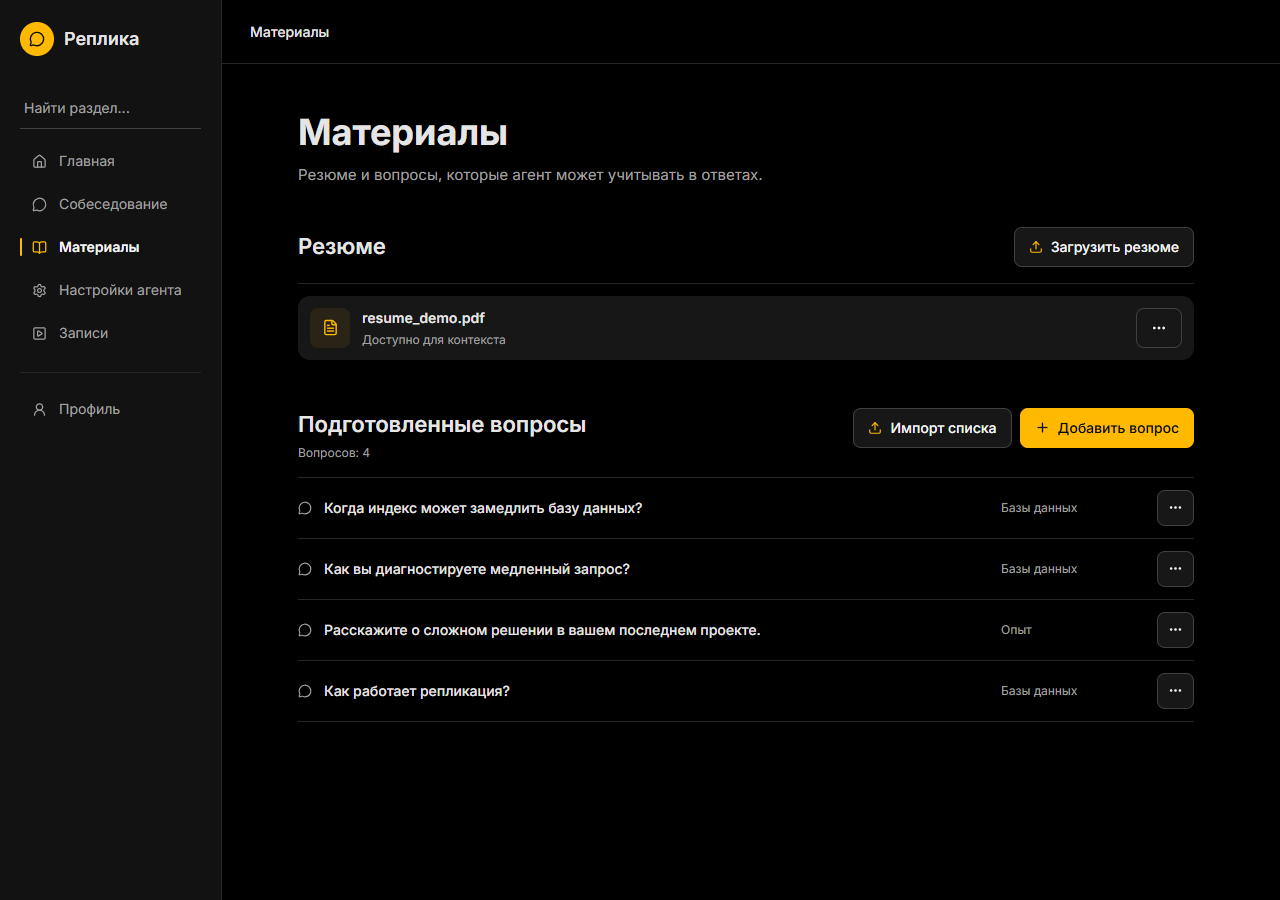 Реплика
Найти раздел...
Главная
Собеседование
Материалы
Настройки агента
Записи
Профиль
Материалы
Материалы
Резюме и вопросы, которые агент может учитывать в ответах.
Резюме
Загрузить резюме
resume_demo.pdf
Доступно для контекста
Подготовленные вопросы
Вопросов: 4
Импорт списка
Добавить вопрос
Когда индекс может замедлить базу данных?
Базы данных
Как вы диагностируете медленный запрос?
Базы данных
Расскажите о сложном решении в вашем последнем проекте.
Опыт
Как работает репликация?
Базы данных